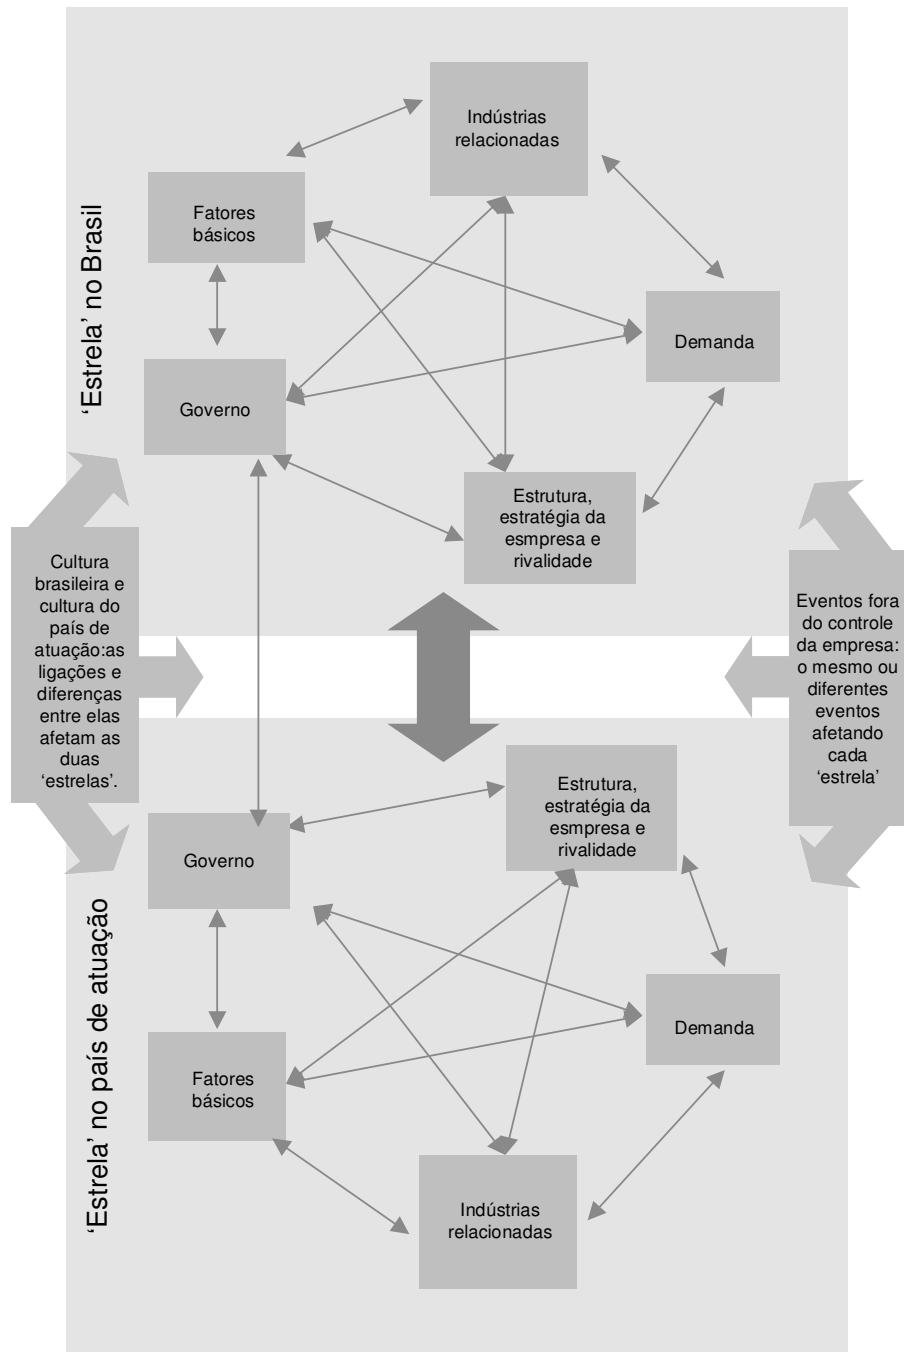 ‘Estrela’ no Brasil
Indústrias
relacionadas
Fatores
básicos
Demanda
Governo
Estrutura,
estratégia da
esmpresa e
rivalidade
Cultura
brasileira e
cultura do
país de
atuação:as
ligações e
diferenças
entre elas
afetam as
duas
‘estrelas’.
Eventos fora
do controle
da empresa:
o mesmo ou
diferentes
eventos
afetando
cada
‘estrela’
‘Estrela’ no país de atuação
Estrutura,
estratégia da
esmpresa e
rivalidade
Governo
Demanda
Fatores
básicos
Indústrias
relacionadas